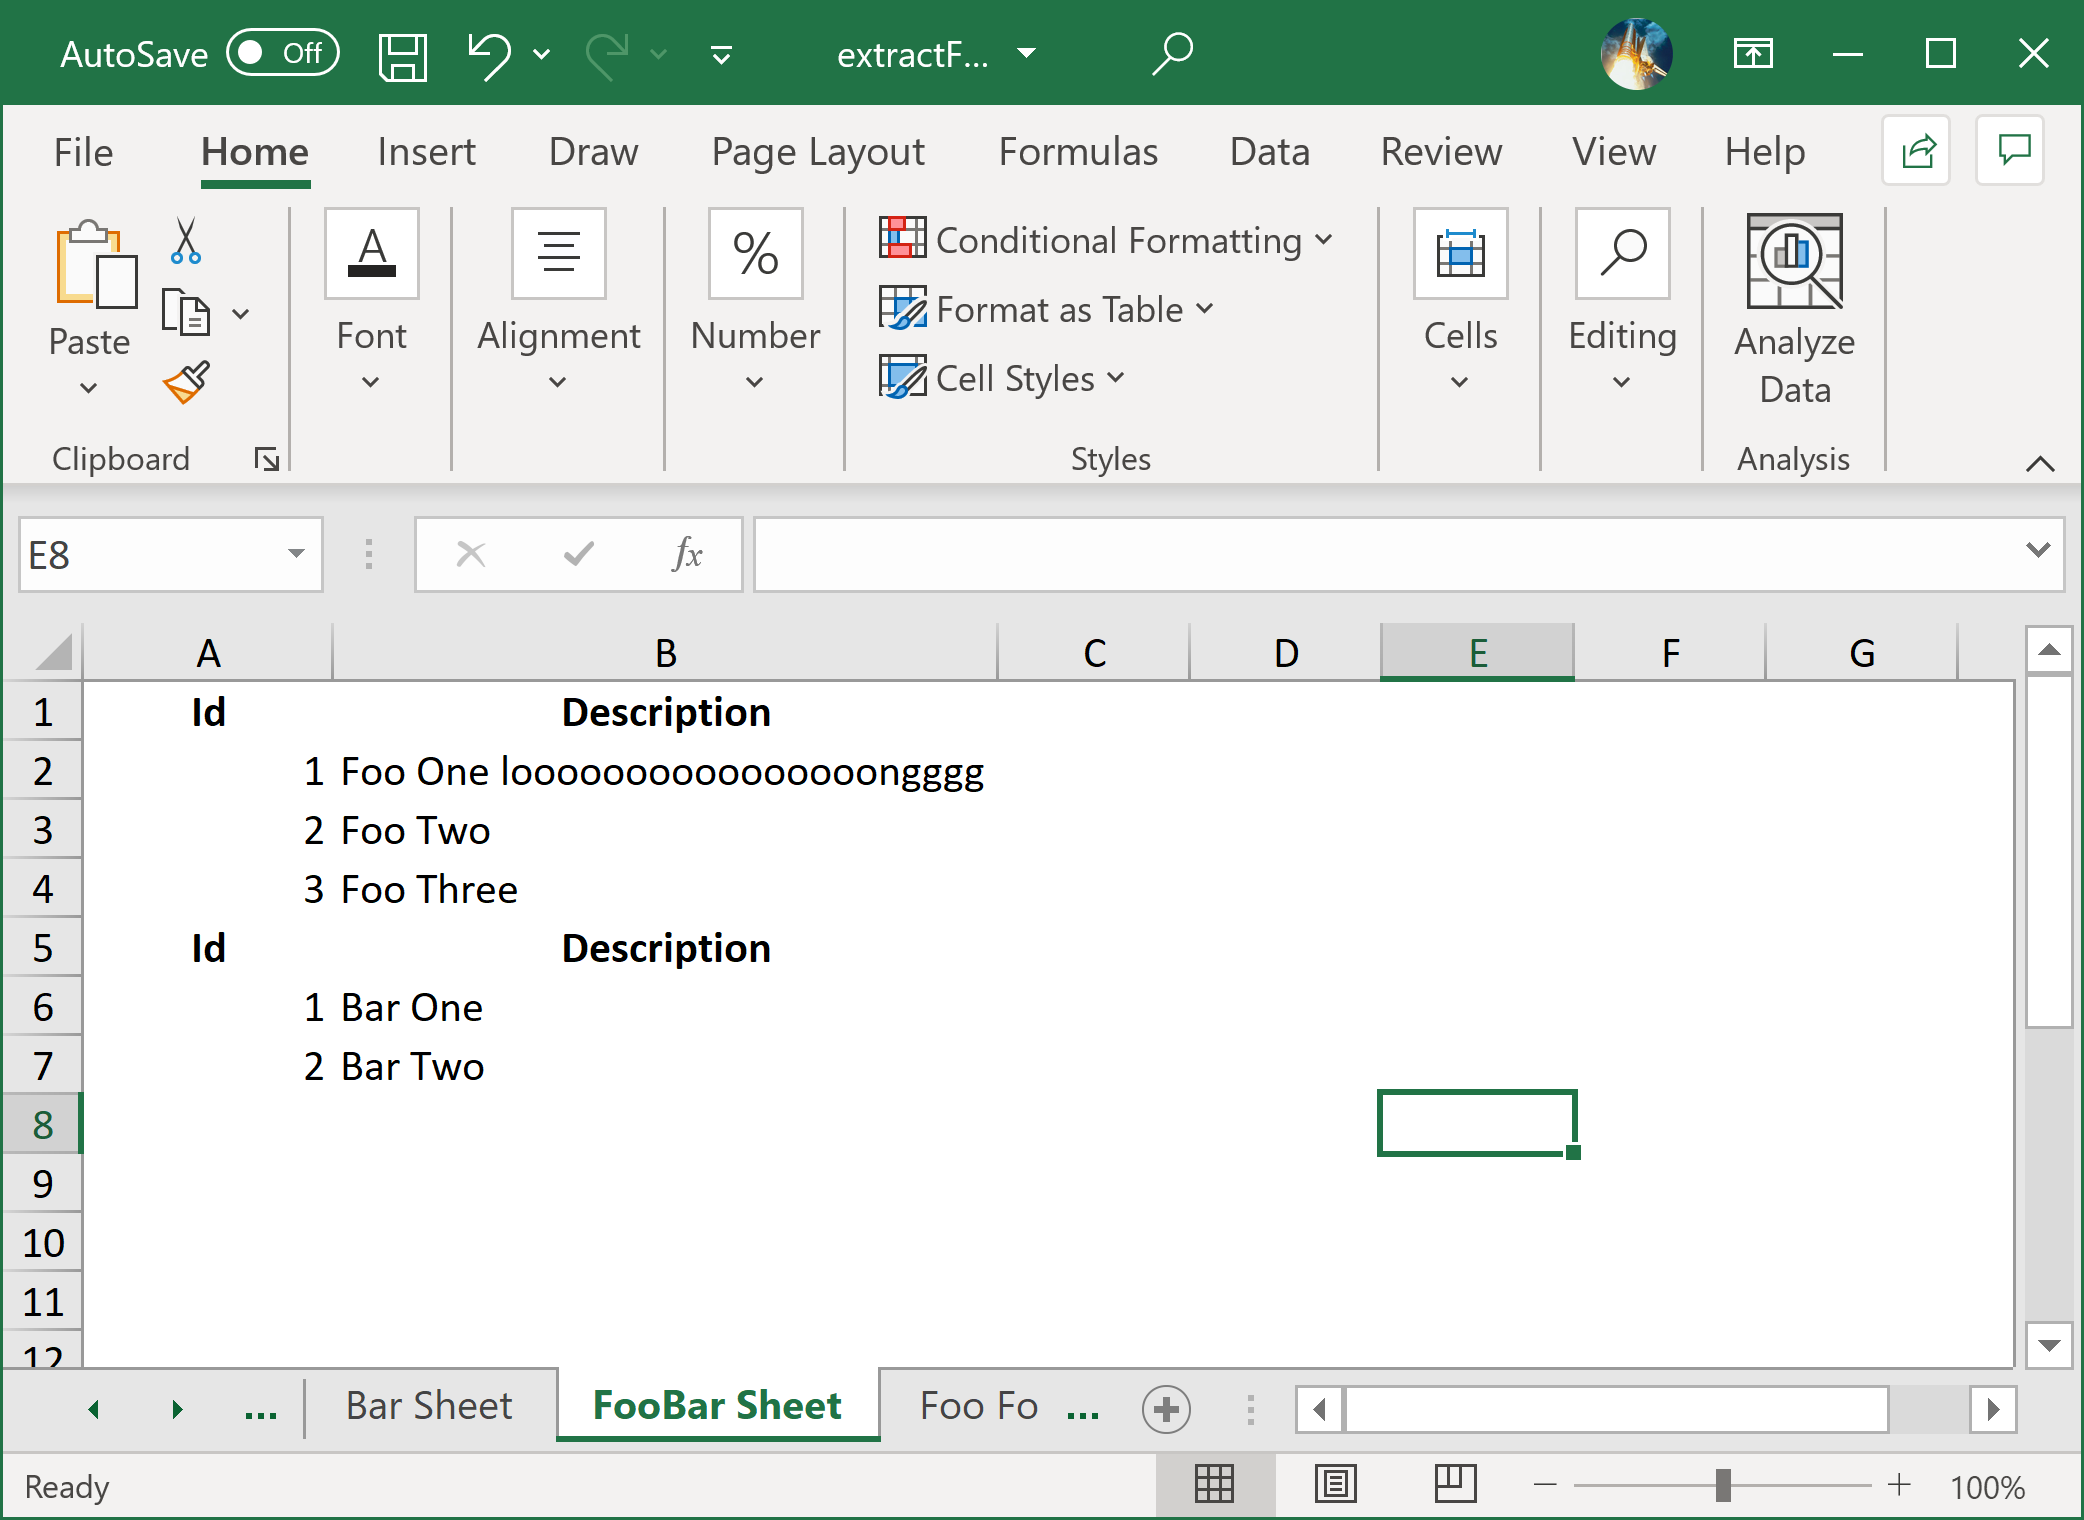 AutoSave Off extractF...
File Home Insert Draw Page Layout Formulas Data Review View Help
Paste
Font
Alignment
%
Number
Conditional Formatting
Format as Table
Cell Styles
Cells
Editing
Analyze
Data
Clipboard Styles Analysis
E8 fx
A B C D E F G
1 Id Description
2 1 Foo One looooooooooooooooongggg
3 2 Foo Two
4 3 Foo Three
5 Id Description
6 1 Bar One
7 2 Bar Two
8
9
10
11
12
... Bar Sheet FooBar Sheet Foo Fo ...
Ready 100%